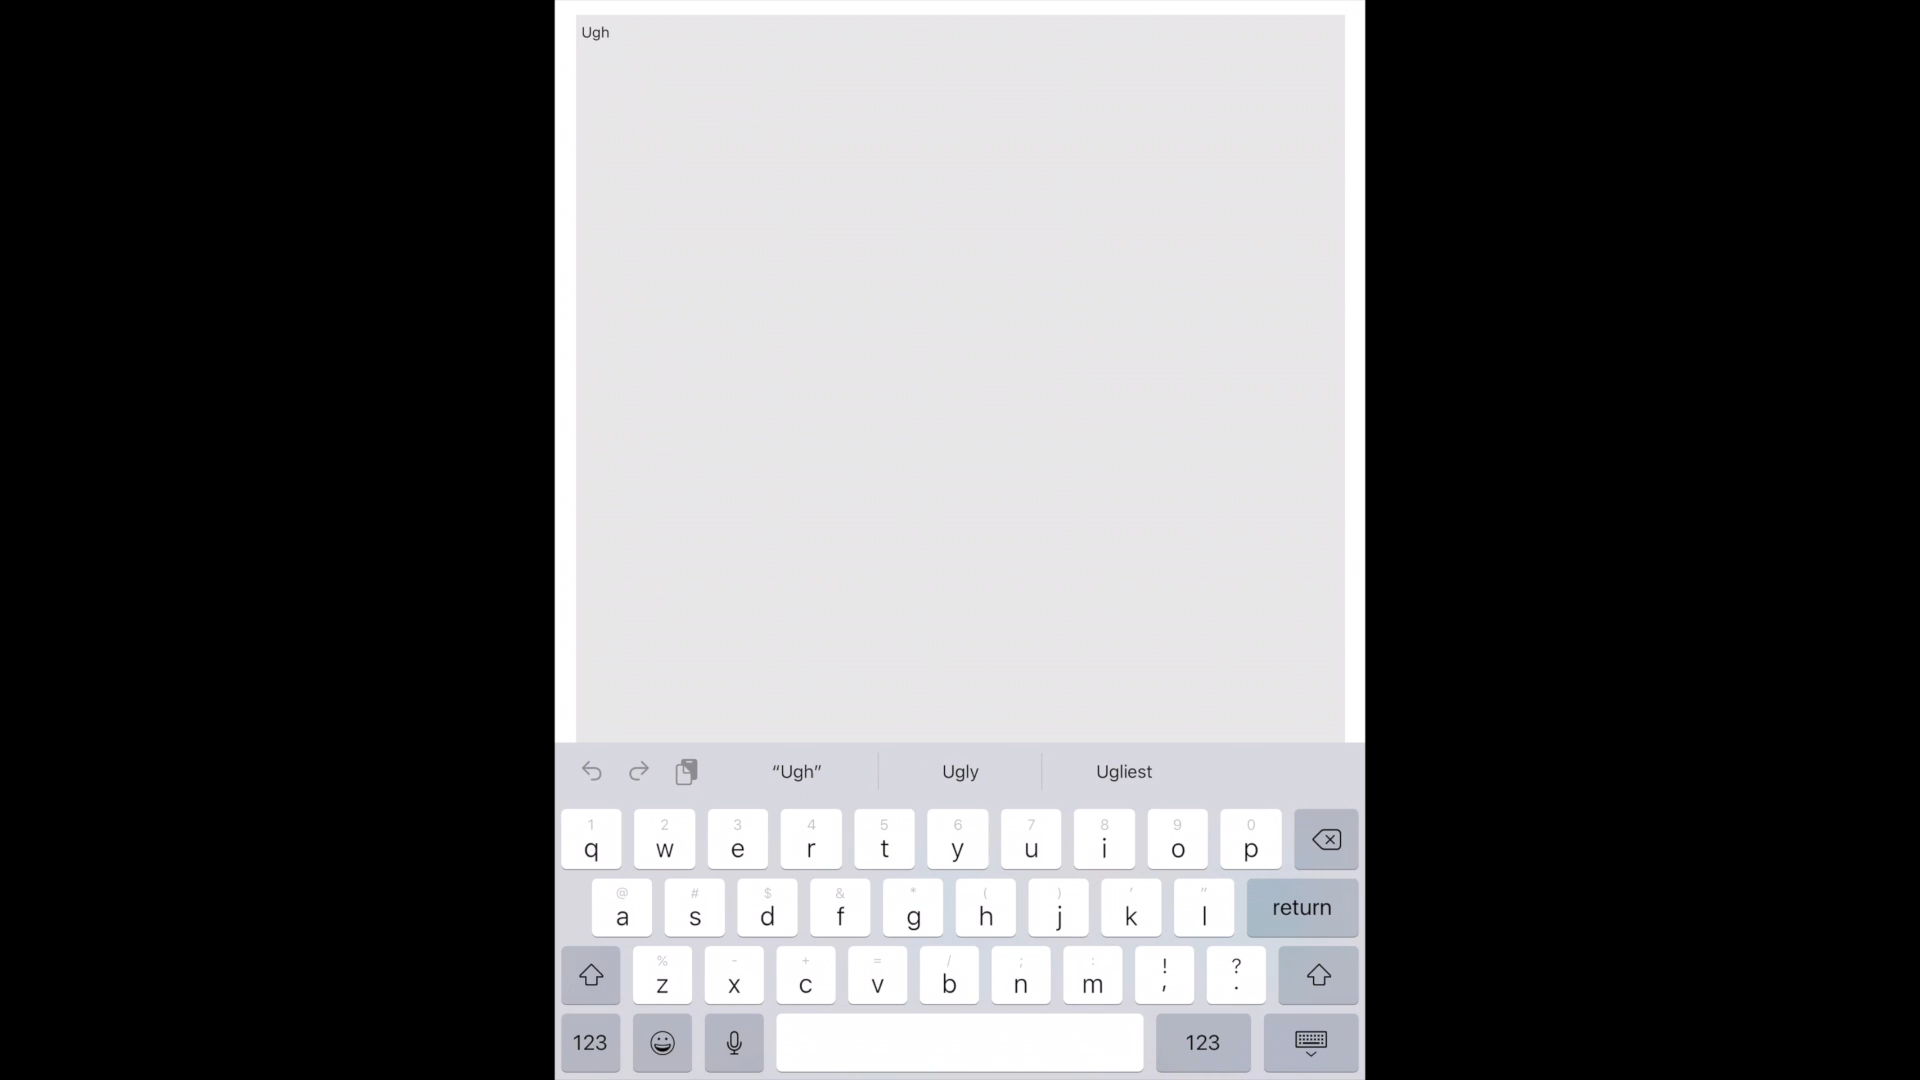 Ugh
“Ugh” Ugly Ugliest
1 2 3 4 5 6 7 8 9 0
q w e r t y u i o p
@ # $ & * ( ) ' "
a s d f g h j k l return
% - + = / ; : ! ?
z x c v b n m , .
123 123